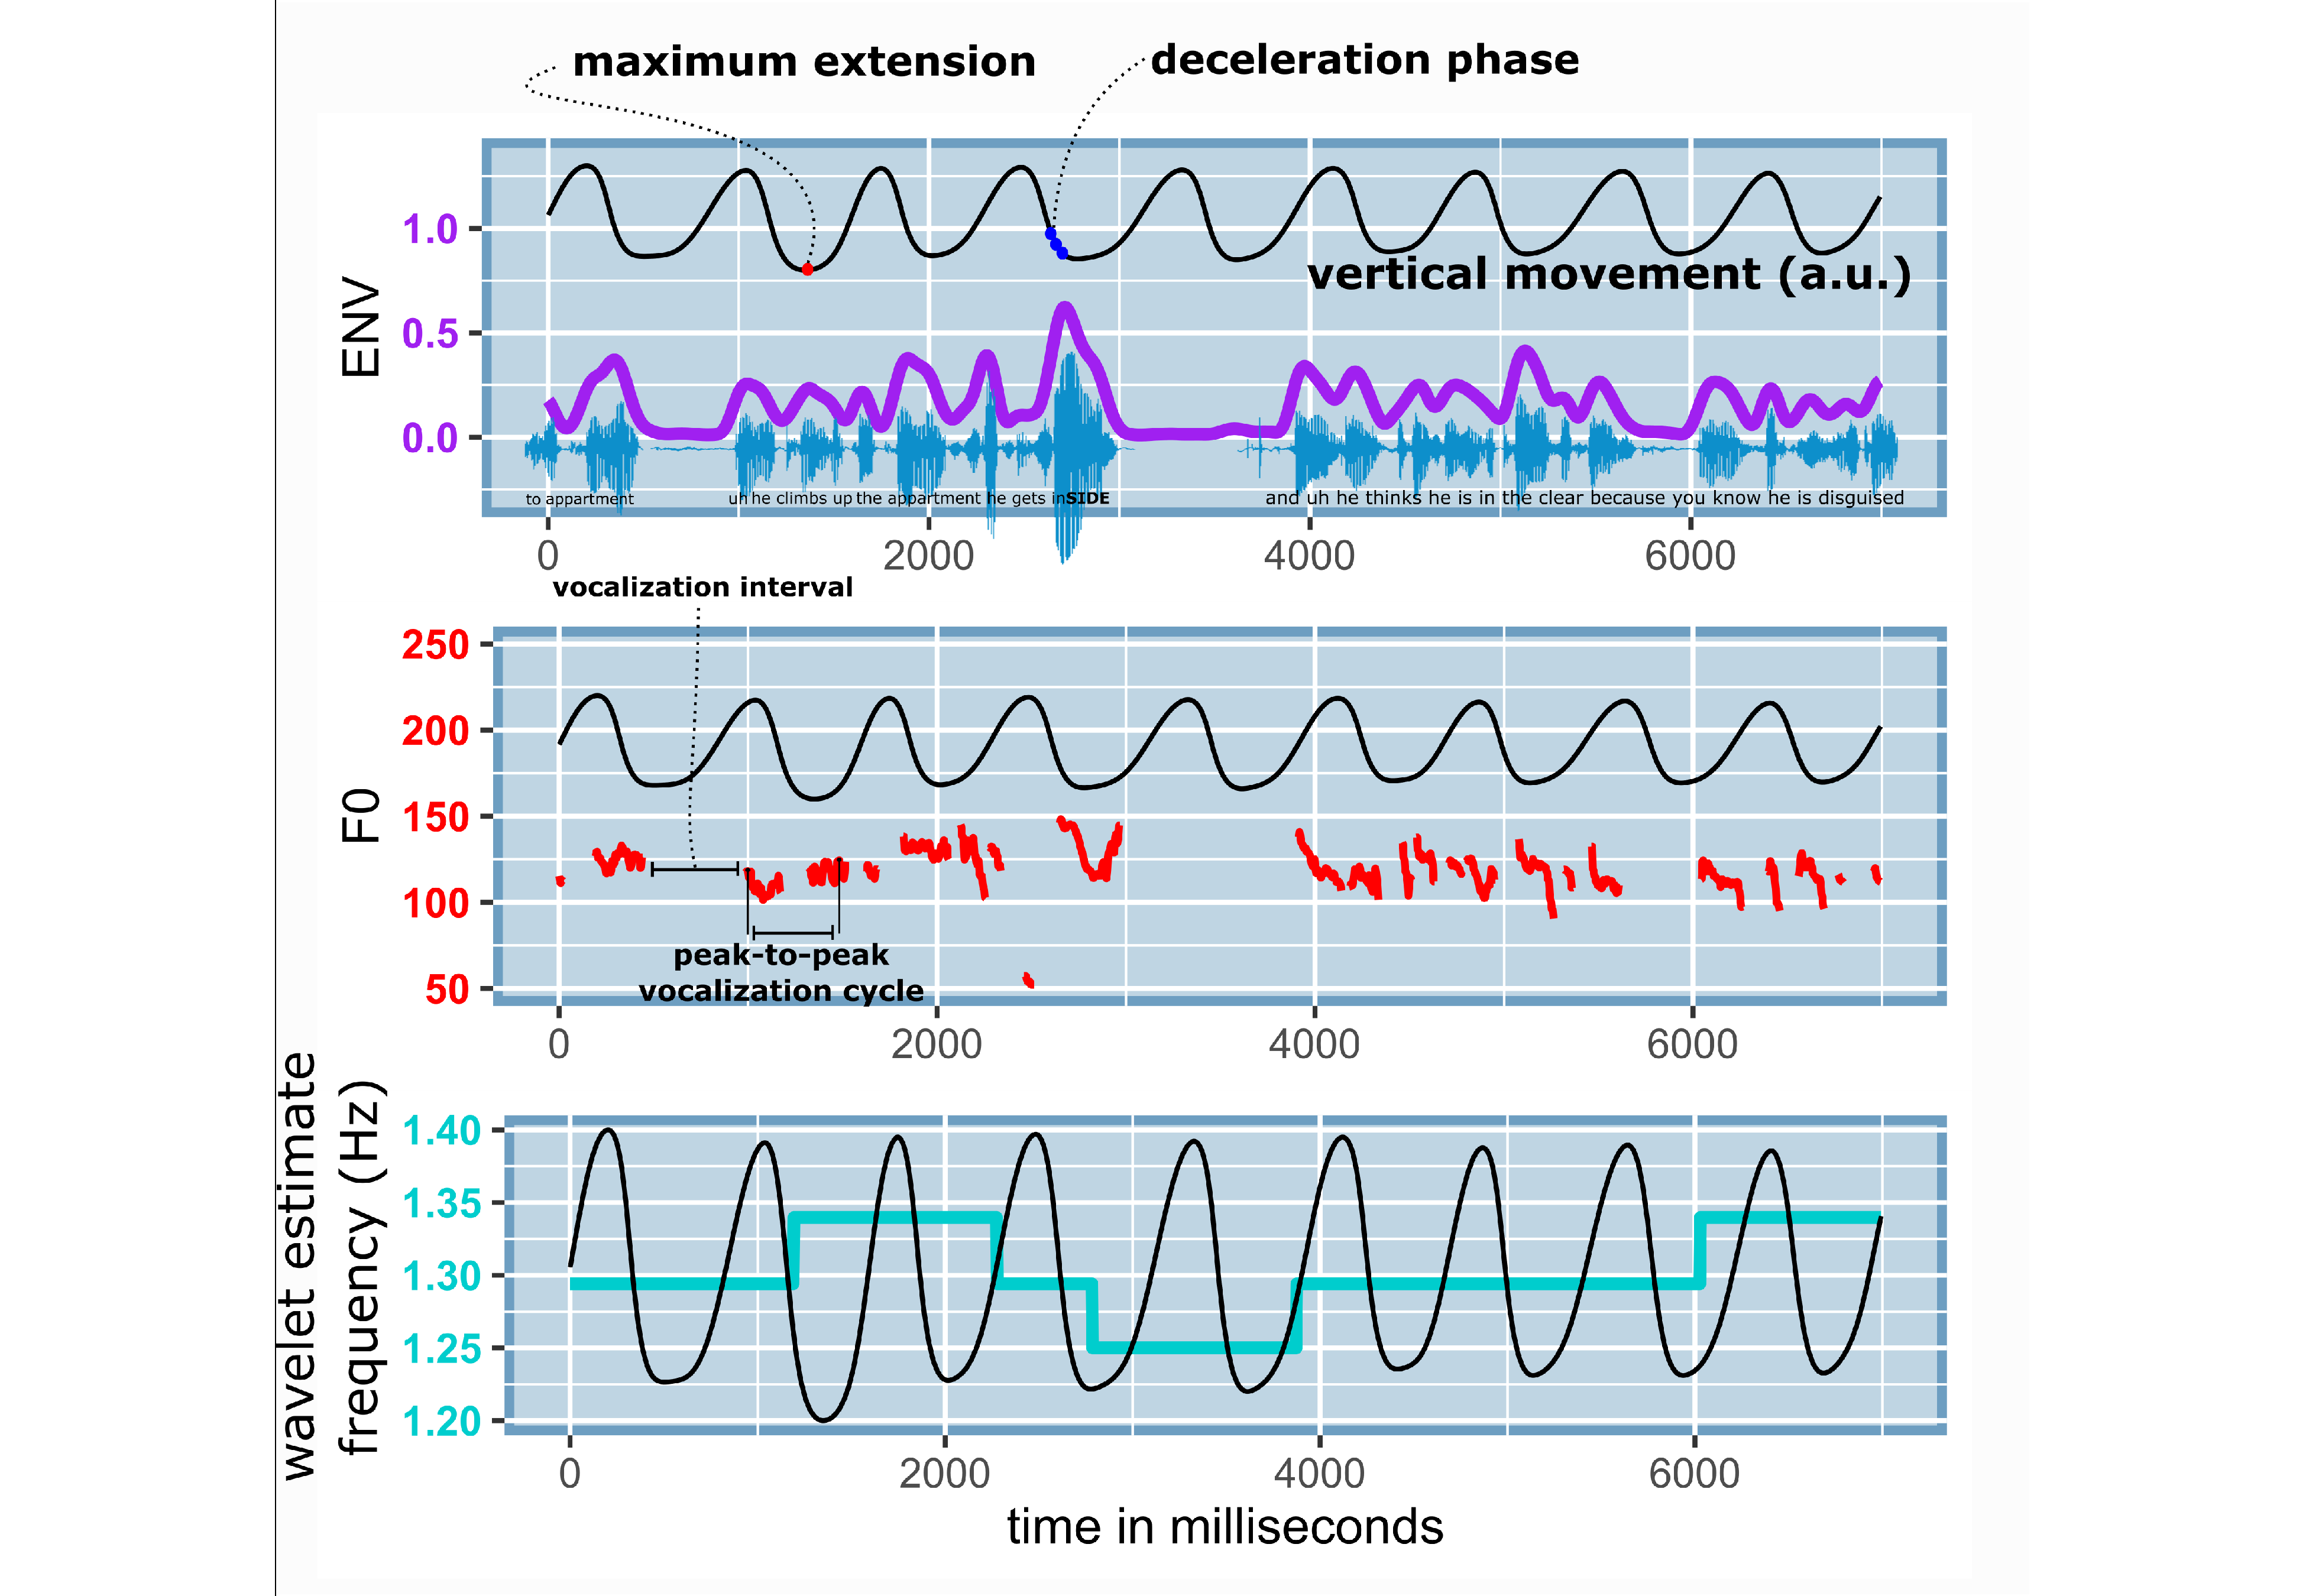 maximum extension
deceleration phase
ENV
1.0
0.5
0.0
vertical movement (a.u.)
to appartment
uh he climbs up the appartment he gets inSIDE
and uh he thinks he is in the clear because you know he is disguised
0 2000 4000 6000
vocalization interval
F0
250
200
150
100
50
peak-to-peak
vocalization cycle
0 2000 4000 6000
wavelet estimate
frequency (Hz)
1.40
1.35
1.30
1.25
1.20
0 2000 4000 6000
time in milliseconds